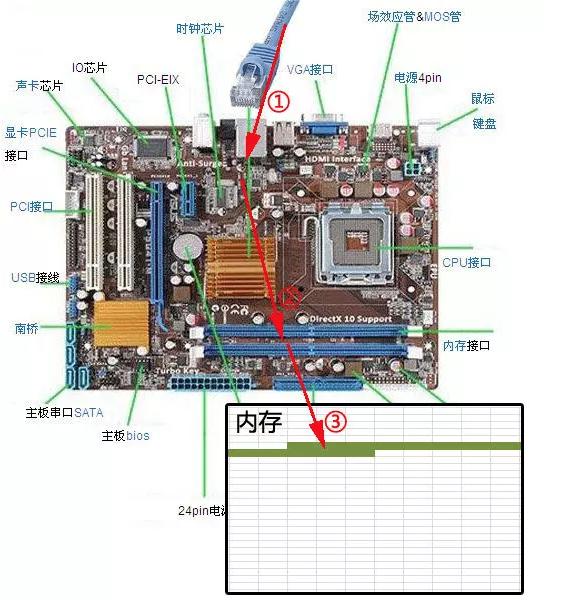 时钟芯片
场效应管&MOS管
IO芯片
PCI-EIX
VGA接口
电源4pin
声卡芯片
鼠标
键盘
①
显卡PCIE
接口
Anti-Surge
HDMI Interface
PCI接口
CPU接口
USB接线
②
南桥
DirectX 10 Support
内存接口
Turbo Key
主板串口SATA
内存
③
主板bios
24pin电